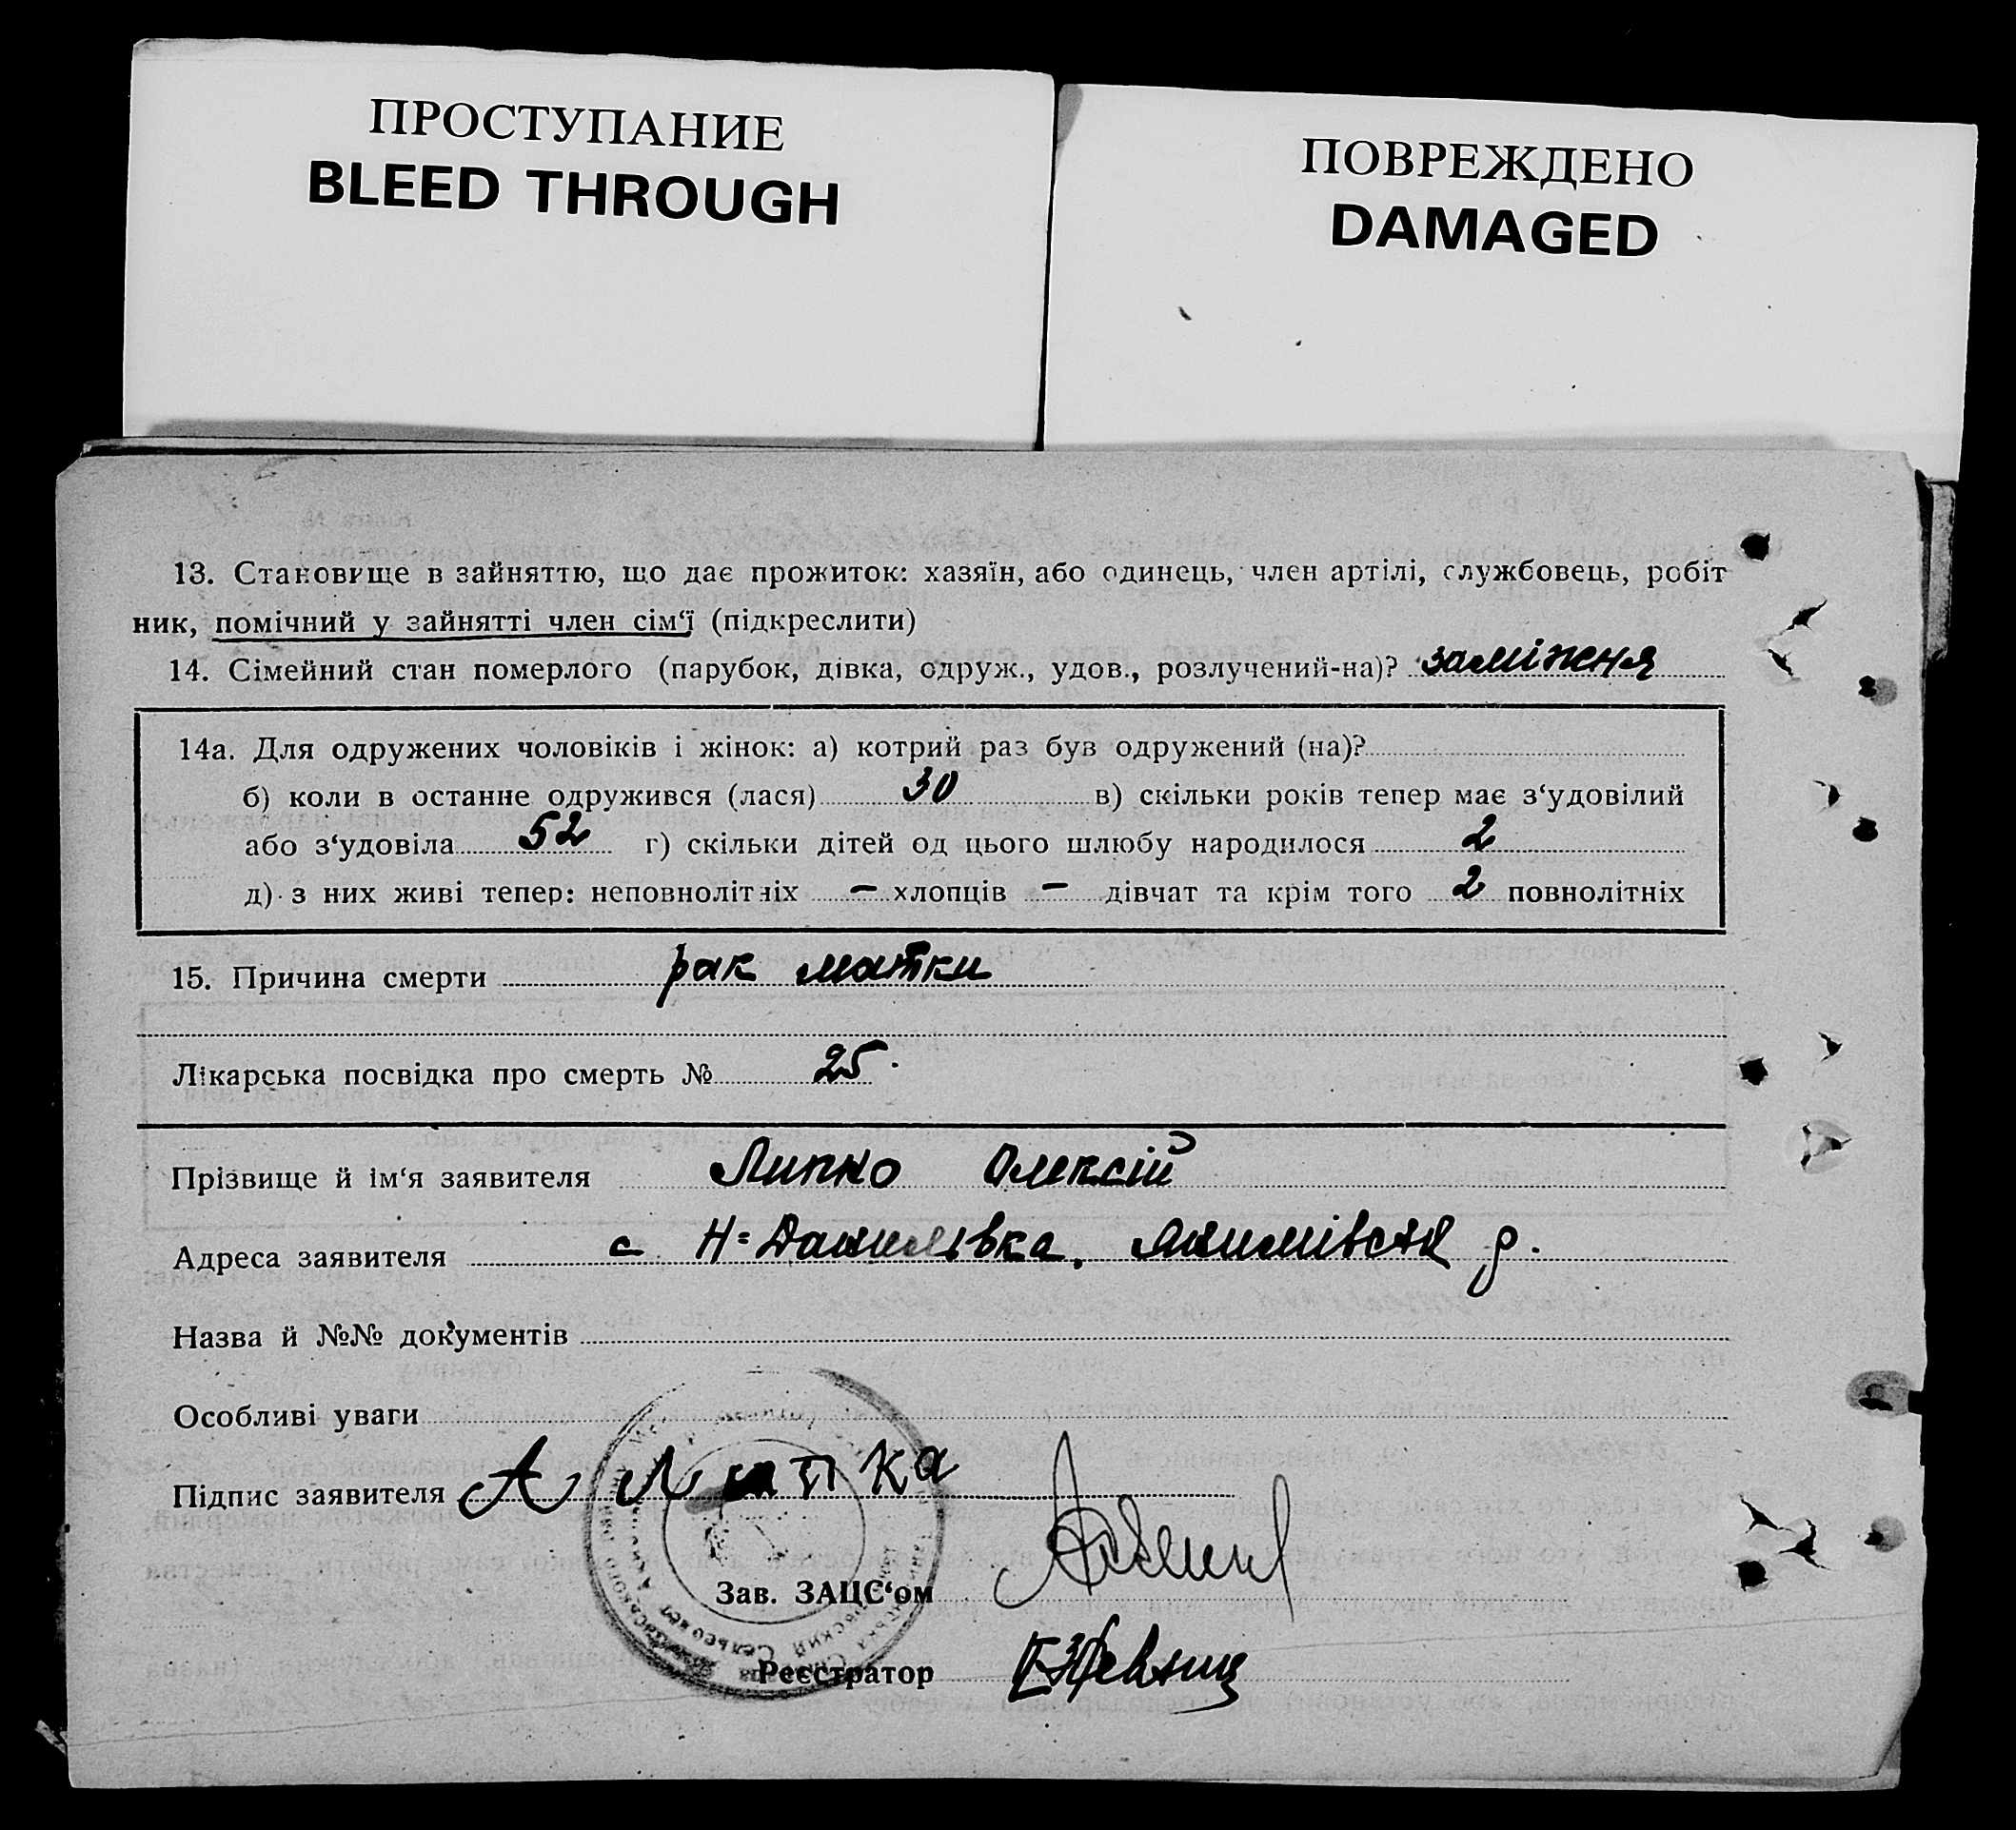 ПРОСТУПАНИЕ
BLEED THROUGH
ПОВРЕЖДЕНО
DAMAGED
13. Становище в зайняттю, що дає прожиток: хазяїн, або одинець, член артілі, службовець, робіт
ник, помічний у зайнятті член сім‘ї (підкреслити)
14. Сімейний стан померлого (парубок, дівка, одруж., удов., розлучений-на)? заміжня
14а. Для одружених чоловіків і жінок: а) котрий раз був одружений (на)?
б) коли в останнє одружився (лася) 30 в) скільки років тепер має з‘удовілий
або з‘удовіла 52 г) скільки дітей од цього шлюбу народилося 2
д) з них живі тепер: неповнолітніх — хлопців — дівчат та крім того 2 повнолітніх
15. Причина смерти рак матки
Лікарська посвідка про смерть № 25
Прізвище й ім‘я заявителя Липко Олексій
Адреса заявителя с Н=Данилівка, Якимівськ р.
Назва й №№ документів
Особливі уваги
Підпис заявителя А Липка
Зав. ЗАЦС‘ом
Реєстратор